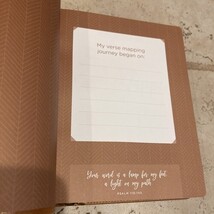 My verse mapping
journey began on:
Your word is a lamp for my feet,
a light on my path.
PSALM 119:105